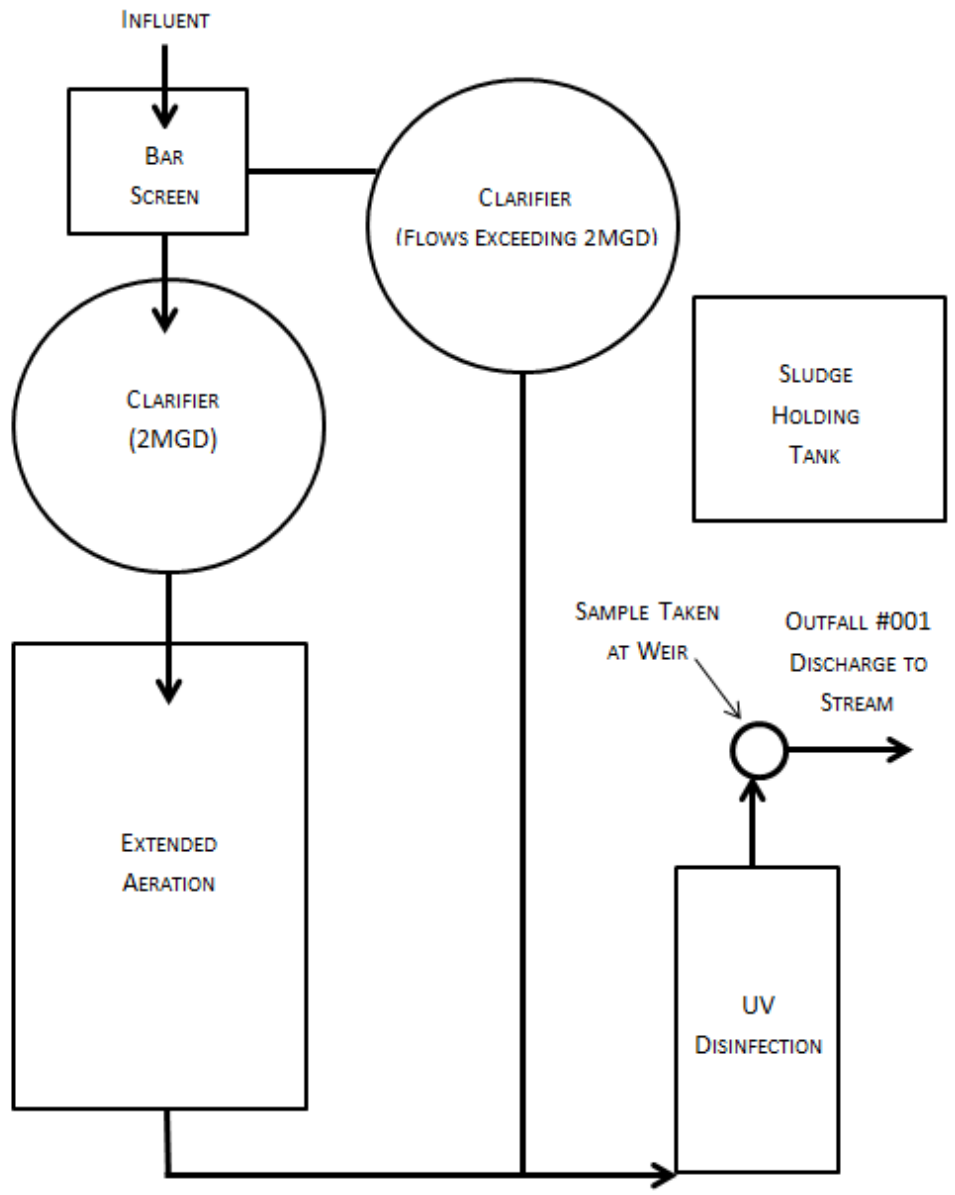 INFLUENT
BAR
SCREEN
CLARIFIER
(FLOWS EXCEEDING 2MGD)
CLARIFIER
(2MGD)
SLUDGE
HOLDING
TANK
SAMPLE TAKEN
AT WEIR
OUTFALL #001
DISCHARGE TO
STREAM
EXTENDED
AERATION
UV
DISINFECTION